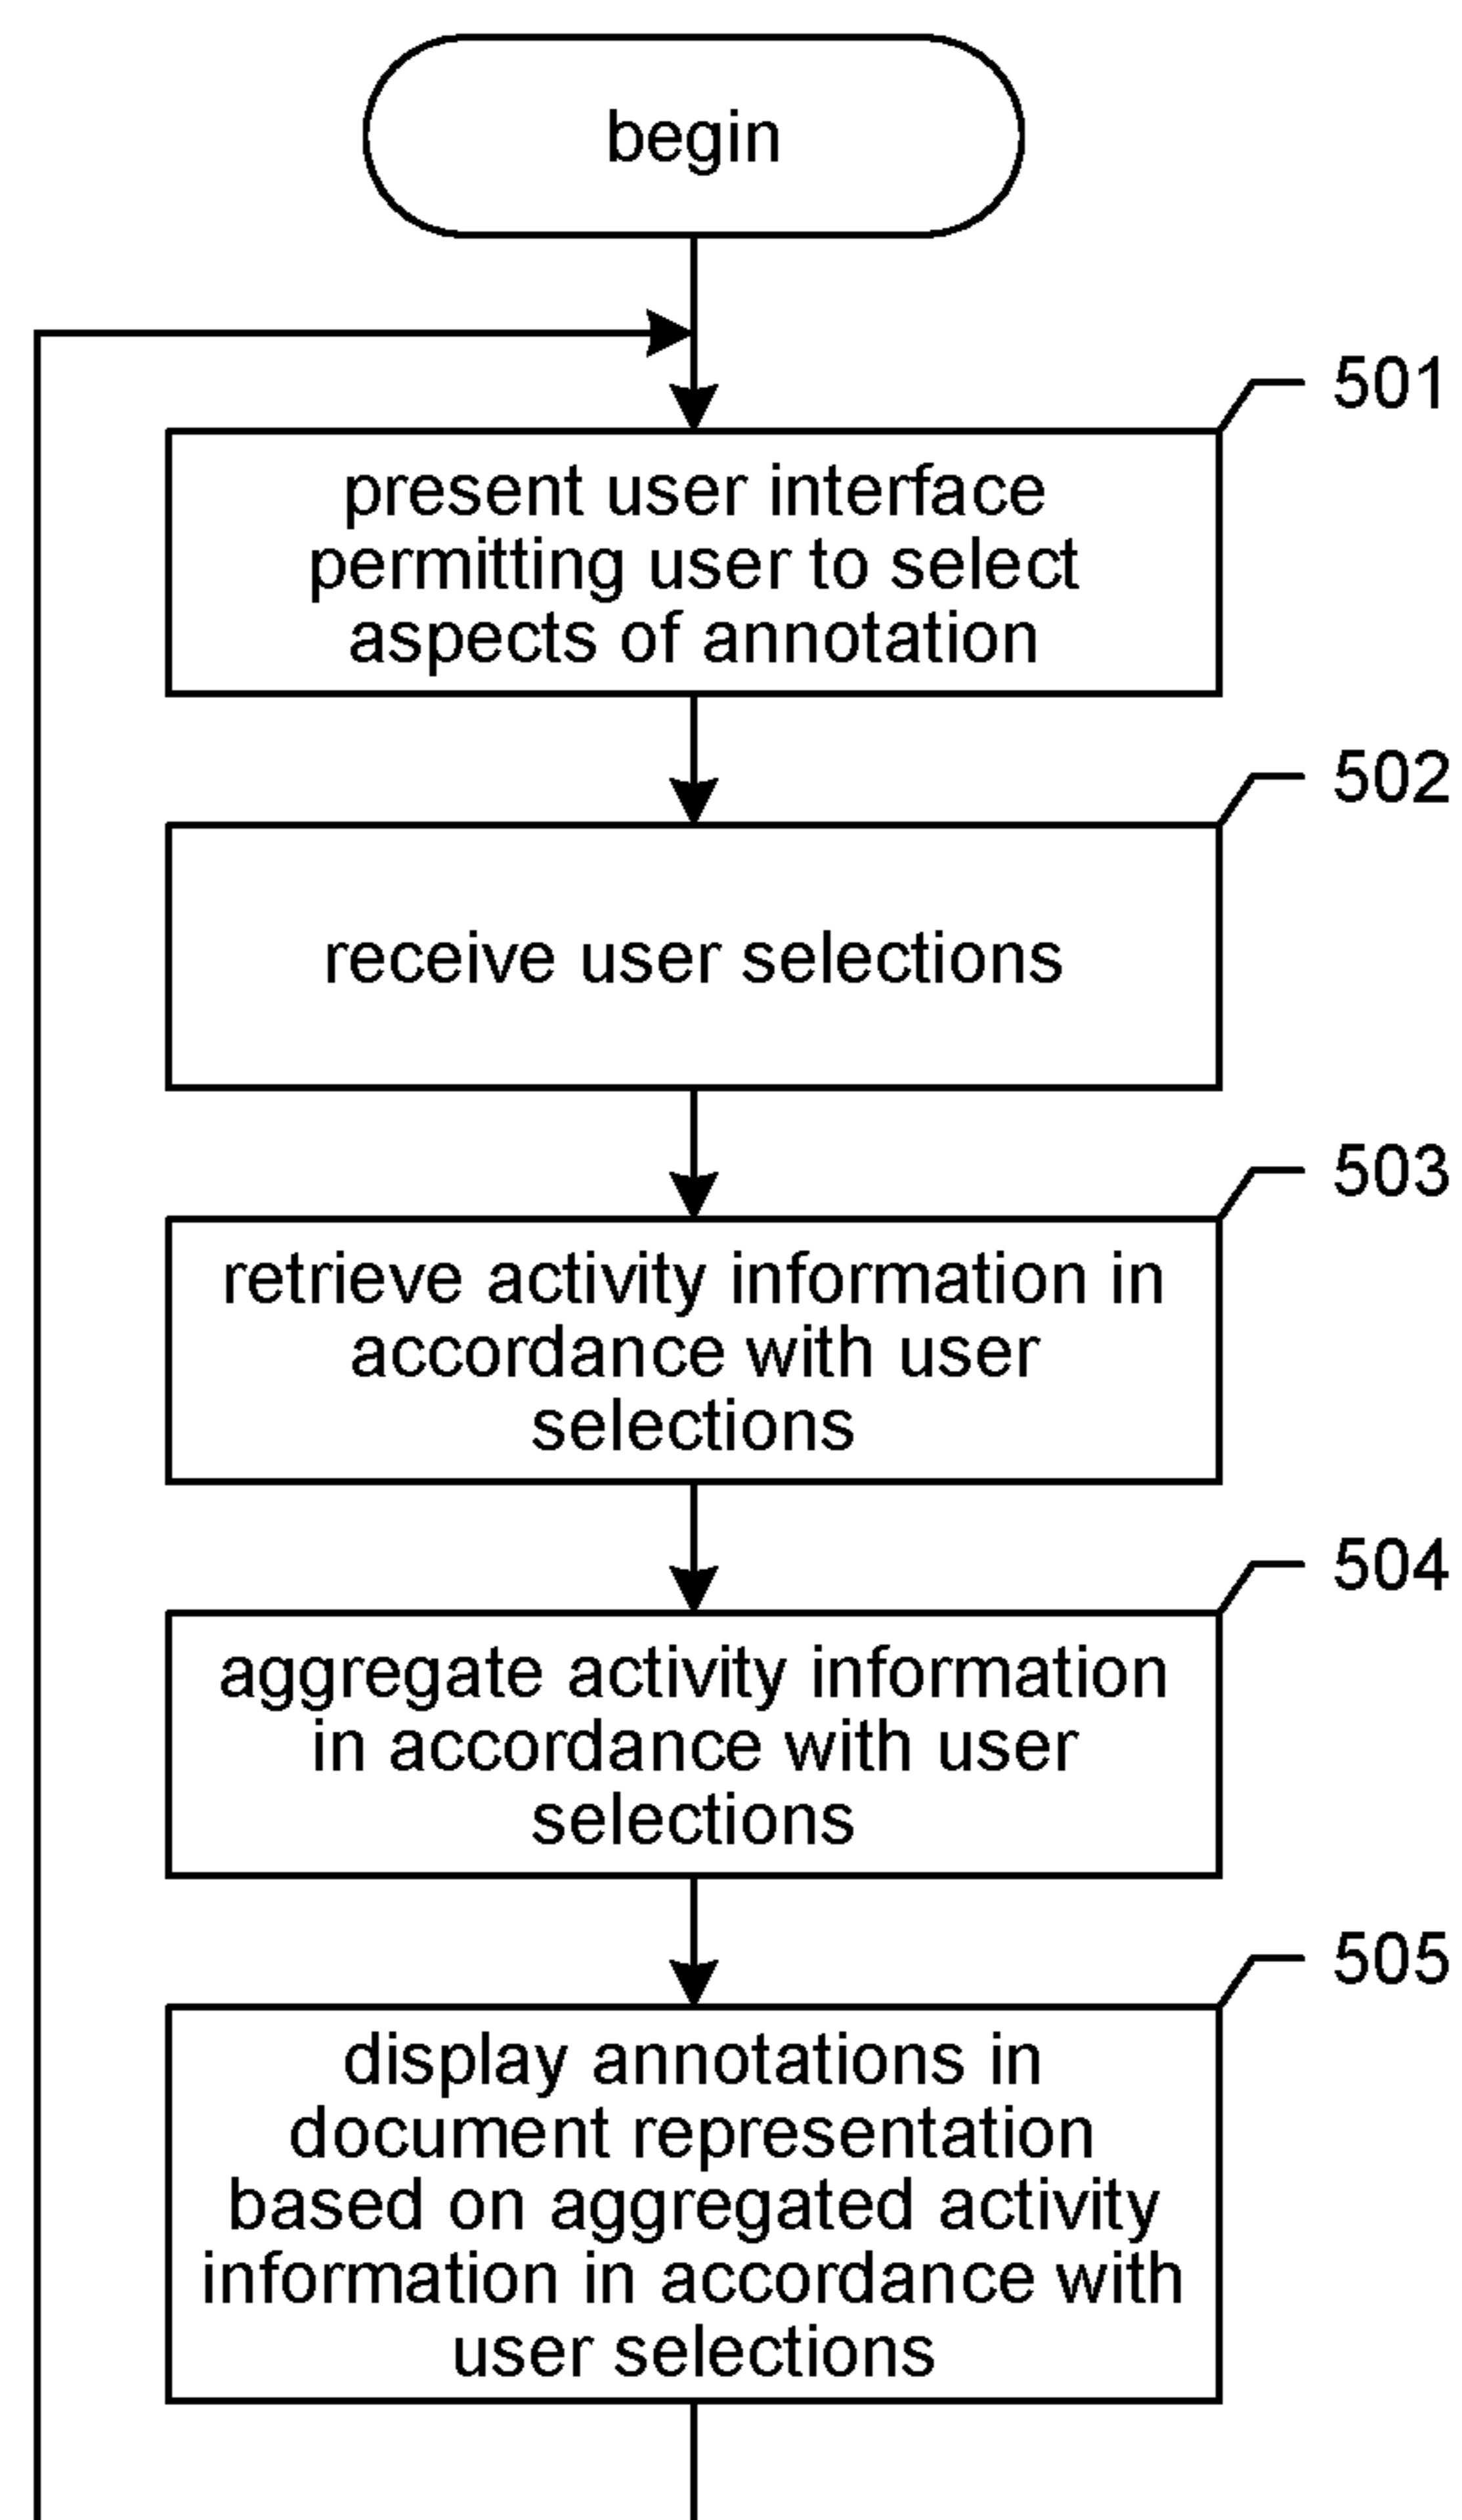 begin
501
present user interface
permitting user to select
aspects of annotation
502
receive user selections
503
retrieve activity information in
accordance with user
selections
504
aggregate activity information
in accordance with user
selections
505
display annotations in
document representation
based on aggregated activity
information in accordance with
user selections